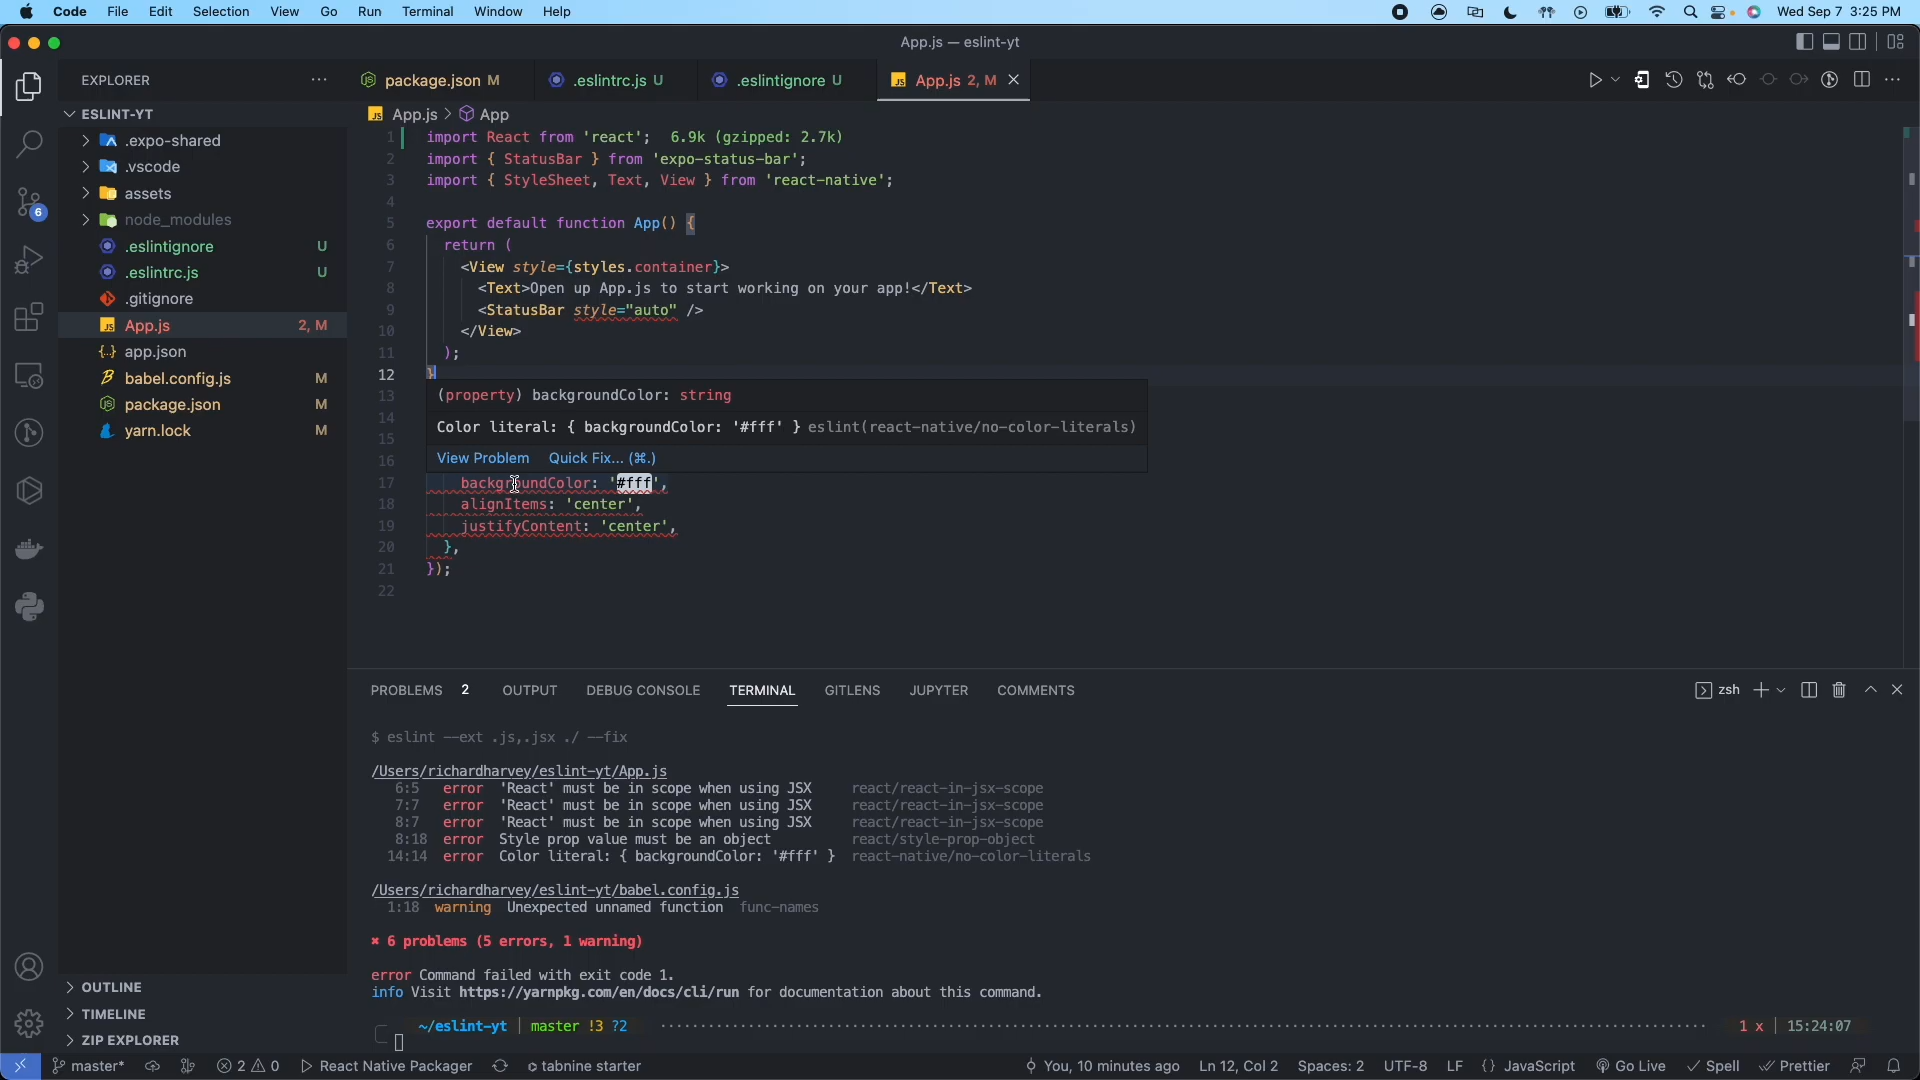 Code File Edit Selection View Go Run Terminal Window Help Wed Sep 7 3:25 PM
App.js — eslint-yt
EXPLORER ··· package.json M .eslintrc.js U .eslintignore U App.js 2, M
ESLINT-YT
App.js > App
.expo-shared
.vscode
assets
node_modules
.eslintignore U
.eslintrc.js U
.gitignore
App.js 2, M
app.json
babel.config.js M
package.json M
yarn.lock M
OUTLINE
TIMELINE
ZIP EXPLORER
6
1 import React from 'react'; 6.9k (gzipped: 2.7k)
2 import { StatusBar } from 'expo-status-bar';
3 import { StyleSheet, Text, View } from 'react-native';
4
5 export default function App() {
6 return (
7 <View style={styles.container}>
8 <Text>Open up App.js to start working on your app!</Text>
9 <StatusBar style="auto" />
10 </View>
11 );
12 }
13 (property) backgroundColor: string
14
15 Color literal: { backgroundColor: '#fff' } eslint(react-native/no-color-literals)
16 View Problem Quick Fix... (⌘.)
17 backgroundColor: '#fff',
18 alignItems: 'center',
19 justifyContent: 'center',
20 },
21 });
22
PROBLEMS 2 OUTPUT DEBUG CONSOLE TERMINAL GITLENS JUPYTER COMMENTS zsh
$ eslint --ext .js,.jsx ./ --fix
/Users/richardharvey/eslint-yt/App.js
6:5 error 'React' must be in scope when using JSX react/react-in-jsx-scope
7:7 error 'React' must be in scope when using JSX react/react-in-jsx-scope
8:7 error 'React' must be in scope when using JSX react/react-in-jsx-scope
8:18 error Style prop value must be an object react/style-prop-object
14:14 error Color literal: { backgroundColor: '#fff' } react-native/no-color-literals
/Users/richardharvey/eslint-yt/babel.config.js
1:18 warning Unexpected unnamed function func-names
✖ 6 problems (5 errors, 1 warning)
error Command failed with exit code 1.
info Visit https://yarnpkg.com/en/docs/cli/run for documentation about this command.
~/eslint-yt | master !3 ?2 1 x | 15:24:07
master* 2 0 React Native Packager tabnine starter You, 10 minutes ago Ln 12, Col 2 Spaces: 2 UTF-8 LF {} JavaScript Go Live Spell Prettier